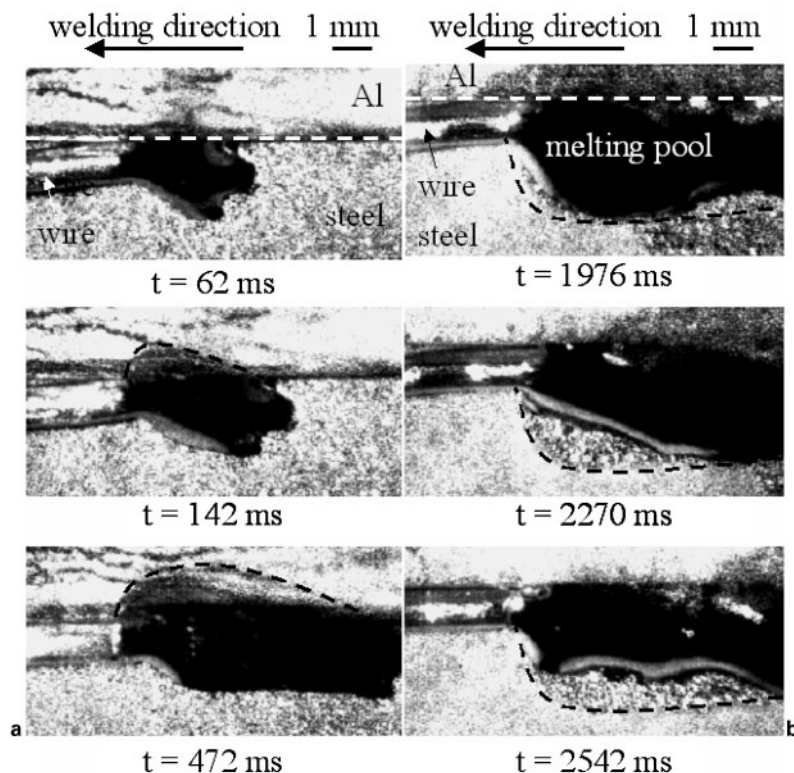 welding direction 1 mm
welding direction 1 mm
Al
wire
steel
t = 62 ms
Al
melting pool
wire
steel
t = 1976 ms
t = 142 ms
t = 2270 ms
a
t = 472 ms
b
t = 2542 ms